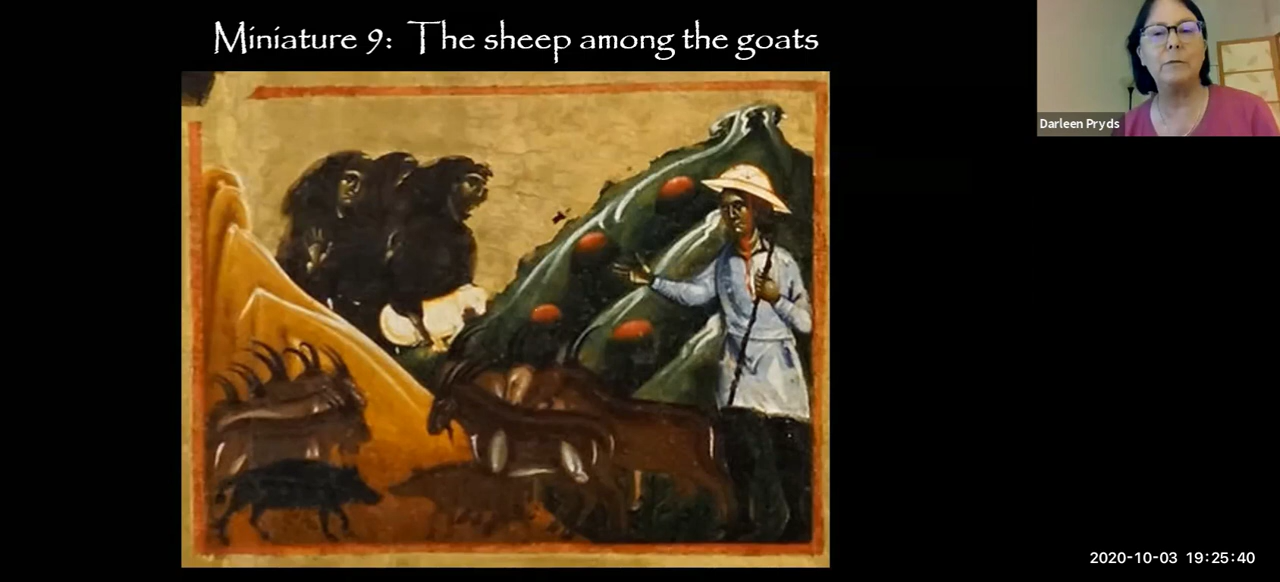 Miniature 9: The sheep among the goats
Darleen Pryds
2020-10-03 19:25:40